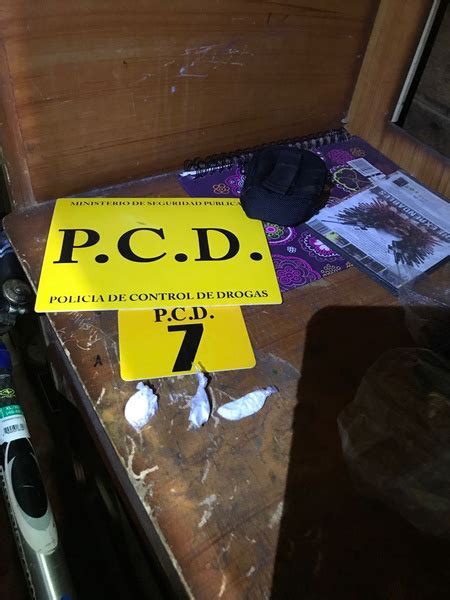 MINISTERIO DE SEGURIDAD PUBLICA
P.C.D.
POLICIA DE CONTROL DE DROGAS
P.C.D.
7